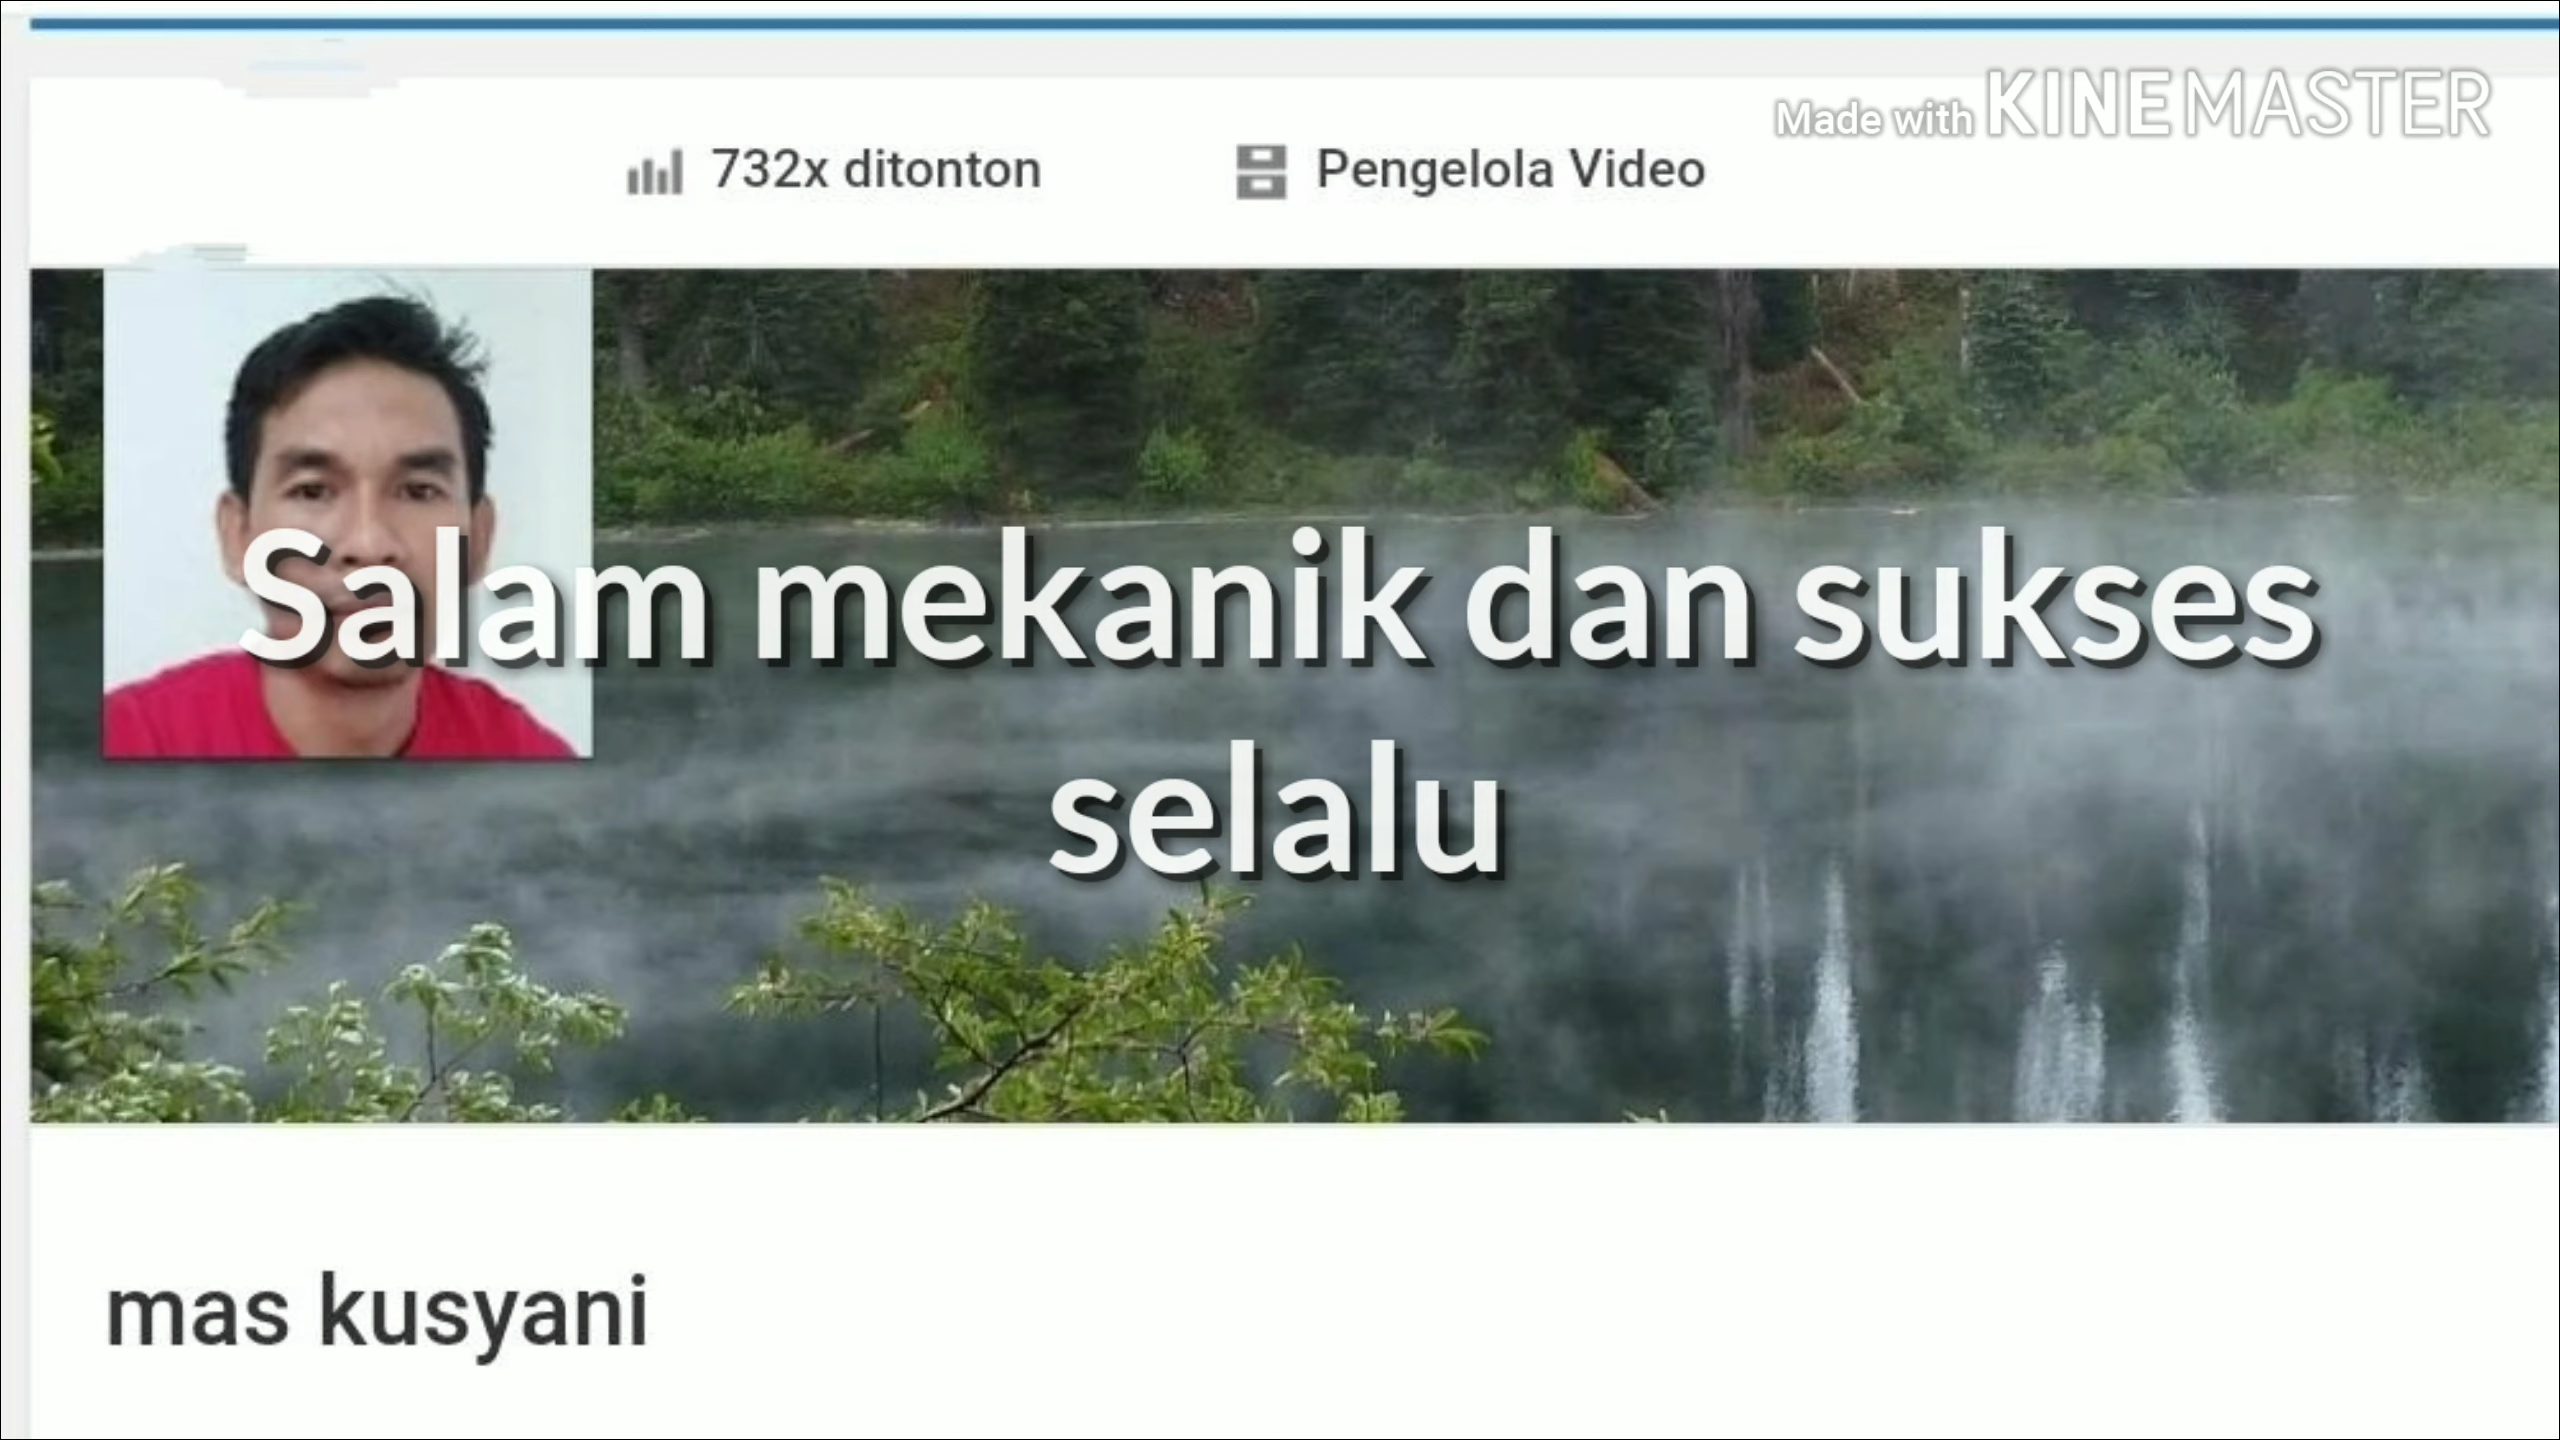 Made with KINEMASTER
732x ditonton
Pengelola Video
Salam mekanik dan sukses
selalu
mas kusyani